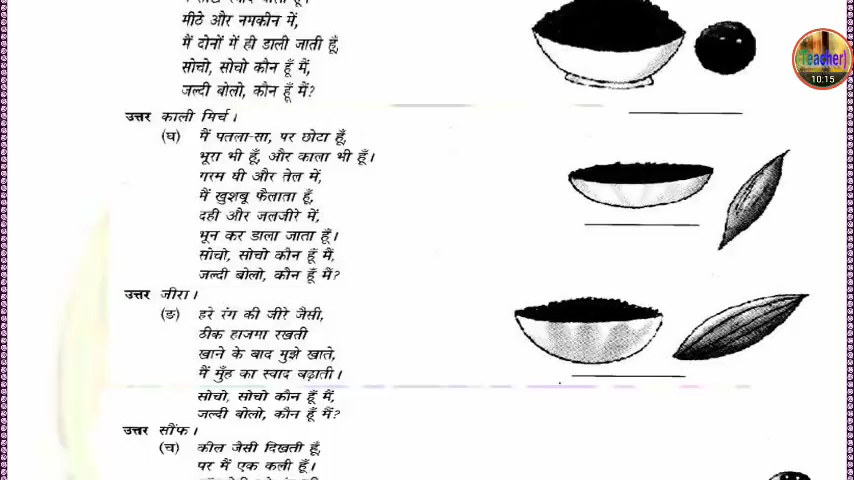 मीठे और नमकीन में,
मैं दोनों में ही डाली जाती हूँ,
सोचो, सोचो कौन हूँ मैं,
जल्दी बोलो, कौन हूँ मैं?
उत्तर काली मिर्च।
(घ) मैं पतला-सा, पर छोटा हूँ,
भूरा भी हूँ, और काला भी हूँ।
गरम घी और तेल में,
मैं खुशबू फैलाता हूँ,
दही और जलजीरे में,
भून कर डाला जाता हूँ।
सोचो, सोचो कौन हूँ मैं,
जल्दी बोलो, कौन हूँ मैं?
उत्तर जीरा।
(ङ) हरे रंग की जीरे जैसी,
ठीक हाजमा रखती
खाने के बाद मुझे खाते,
मैं मुँह का स्वाद बढ़ाती।
सोचो, सोचो कौन हूँ मैं,
जल्दी बोलो, कौन हूँ मैं?
उत्तर सौंफ।
(च) कील जैसी दिखती हूँ,
पर मैं एक कली हूँ।
Teacher
10:15